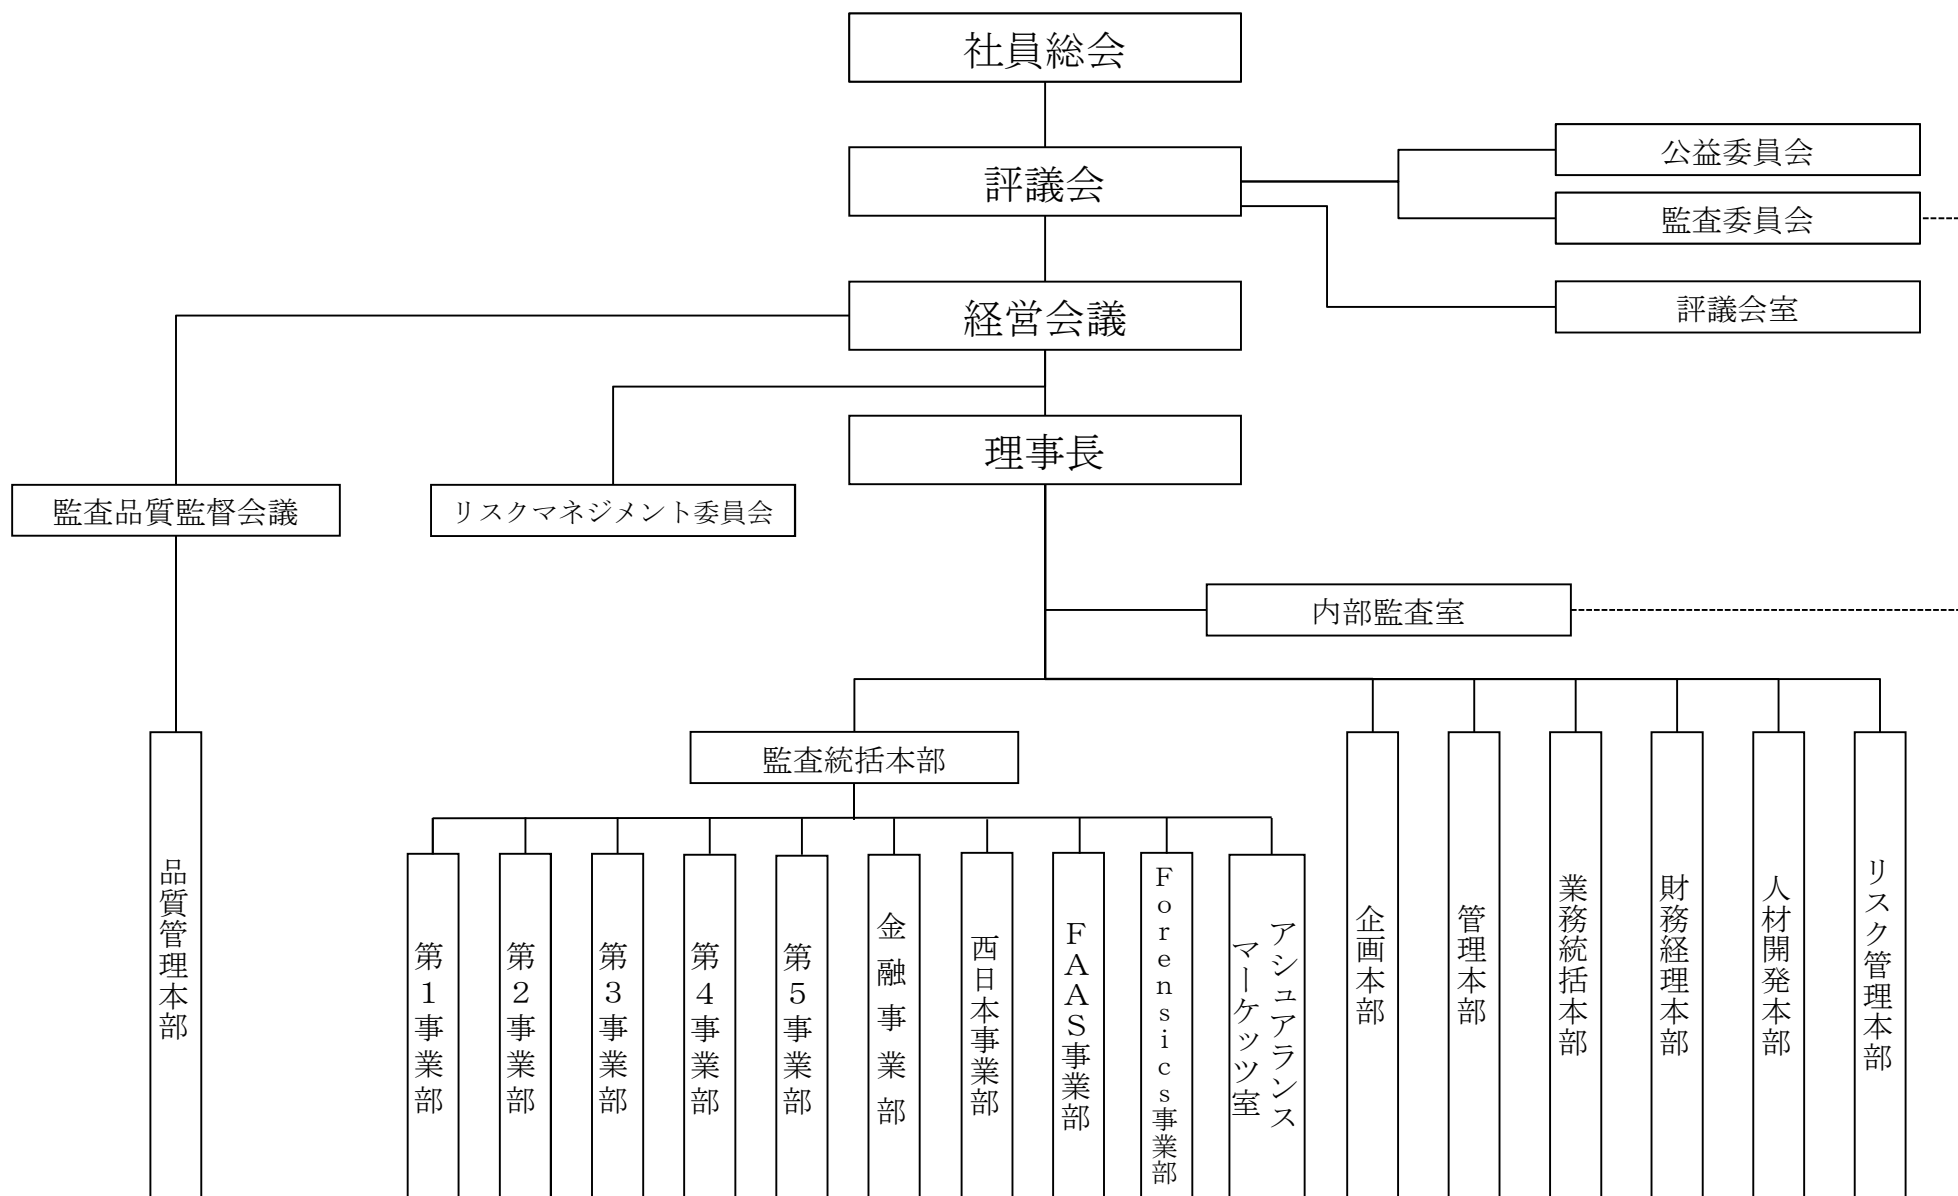 社員総会
評議会
公益委員会
監査委員会
経営会議
評議会室
理事長
監査品質監督会議
リスクマネジメント委員会
内部監査室
監査統括本部
品質管理本部
第１事業部
第２事業部
第３事業部
第４事業部
第５事業部
金融事業部
西日本事業部
ＦＡＡＳ事業部
Ｆｏｒｅｎｓｉｃｓ事業部
アシュアランス
マーケッツ室
企画本部
管理本部
業務統括本部
財務経理本部
人材開発本部
リスク管理本部